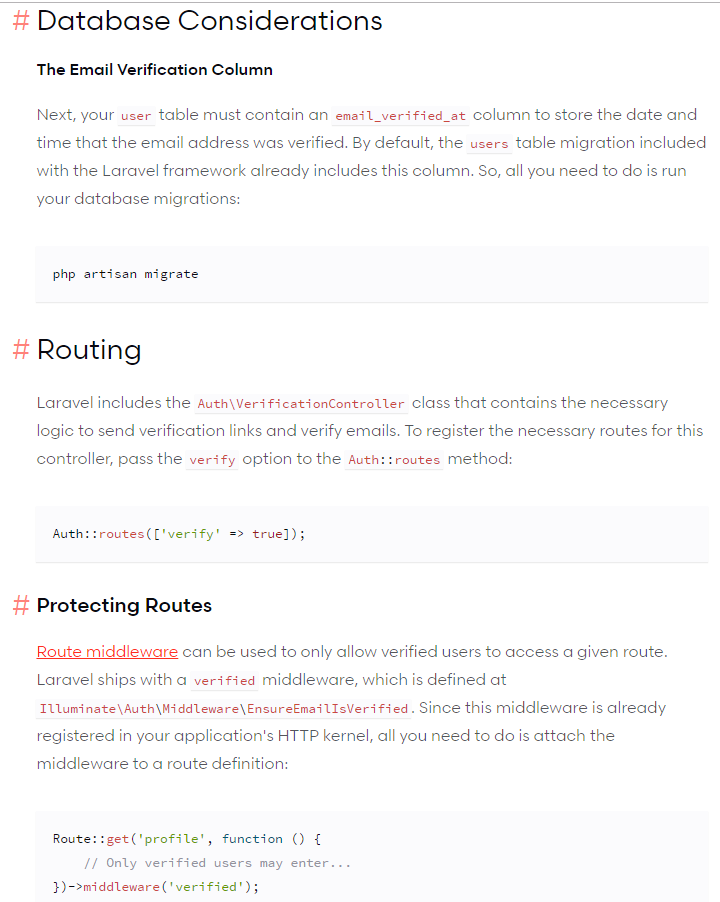 # Database Considerations
The Email Verification Column
Next, your user table must contain an email_verified_at column to store the date and
time that the email address was verified. By default, the users table migration included
with the Laravel framework already includes this column. So, all you need to do is run
your database migrations:
php artisan migrate
# Routing
Laravel includes the Auth\VerificationController class that contains the necessary
logic to send verification links and verify emails. To register the necessary routes for this
controller, pass the verify option to the Auth::routes method:
Auth::routes(['verify' => true]);
# Protecting Routes
Route middleware can be used to only allow verified users to access a given route.
Laravel ships with a verified middleware, which is defined at
Illuminate\Auth\Middleware\EnsureEmailIsVerified. Since this middleware is already
registered in your application's HTTP kernel, all you need to do is attach the
middleware to a route definition:
Route::get('profile', function () {
    // Only verified users may enter...
})->middleware('verified');